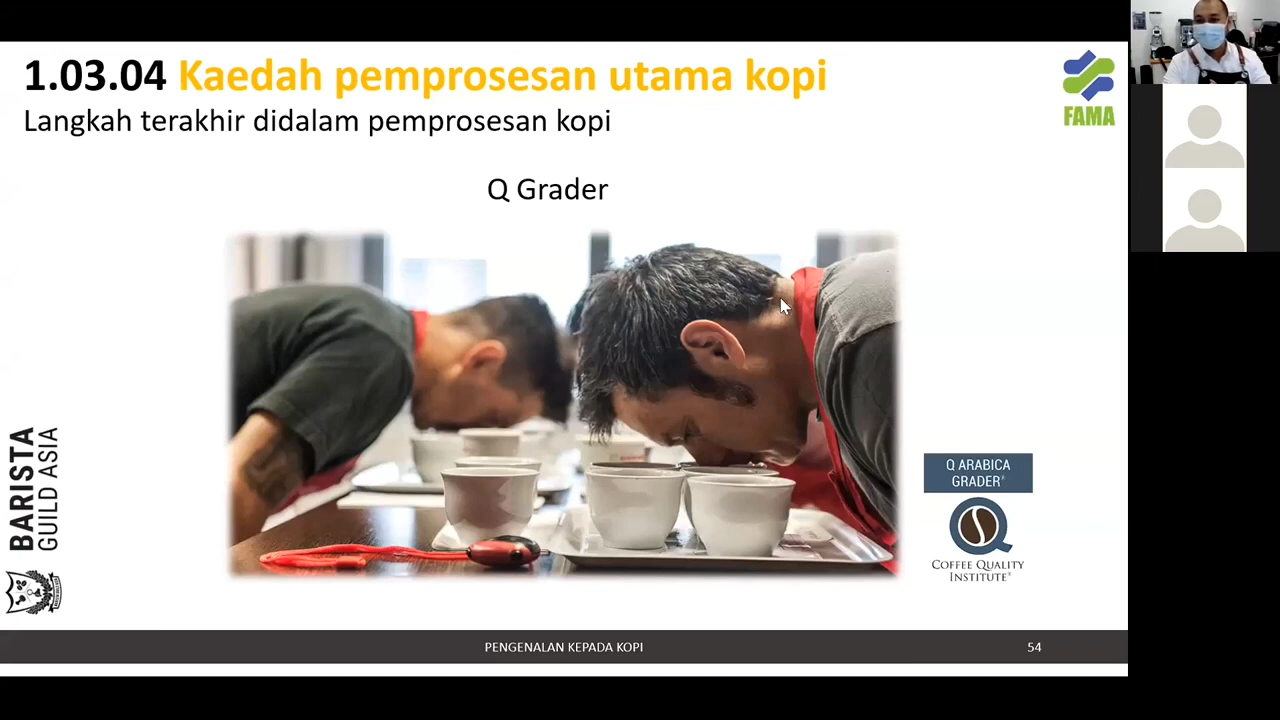 1.03.04 Kaedah pemprosesan utama kopi
Langkah terakhir didalam pemprosesan kopi
FAMA
Q Grader
BARISTA
GUILD ASIA
Q ARABICA
GRADER®
COFFEE QUALITY
INSTITUTE®
PENGENALAN KEPADA KOPI
54